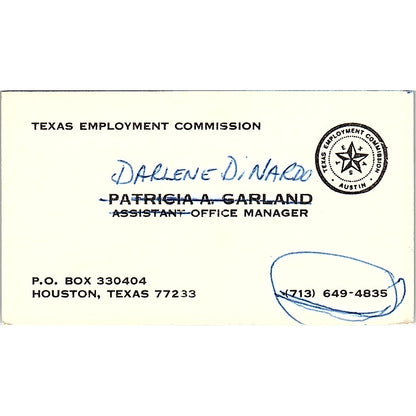 TEXAS EMPLOYMENT COMMISSION
TEXAS EMPLOYMENT COMMISSION
TEXAS
· AUSTIN ·
DARLENE DiNARDO
PATRICIA A. GARLAND
ASSISTANT OFFICE MANAGER
P.O. BOX 330404
HOUSTON, TEXAS 77233
(713) 649-4835